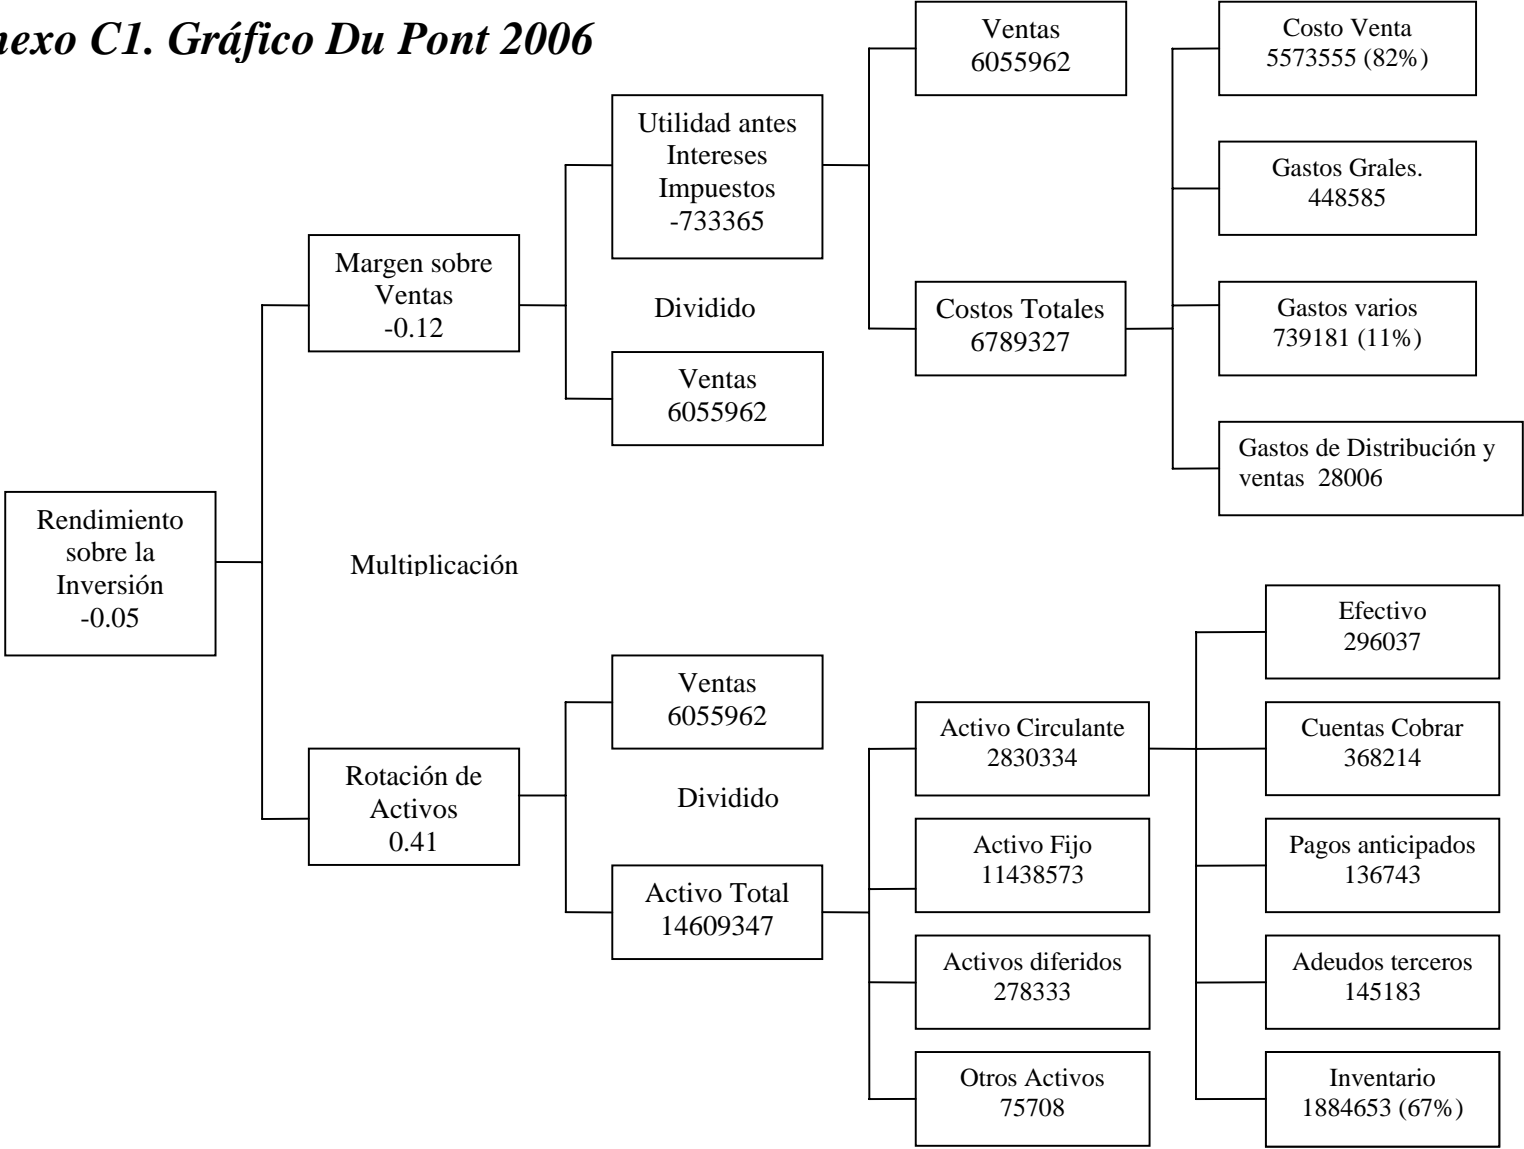 nexo C1. Gráfico Du Pont 2006
Ventas
6055962
Costo Venta
5573555 (82%)
Utilidad antes
Intereses
Impuestos
-733365
Gastos Grales.
448585
Margen sobre
Ventas
-0.12
Dividido
Costos Totales
6789327
Gastos varios
739181 (11%)
Ventas
6055962
Gastos de Distribución y
ventas 28006
Rendimiento
sobre la
Inversión
-0.05
Multiplicación
Ventas
6055962
Rotación de
Activos
0.41
Dividido
Activo Total
14609347
Activo Circulante
2830334
Activo Fijo
11438573
Activos diferidos
278333
Otros Activos
75708
Efectivo
296037
Cuentas Cobrar
368214
Pagos anticipados
136743
Adeudos terceros
145183
Inventario
1884653 (67%)